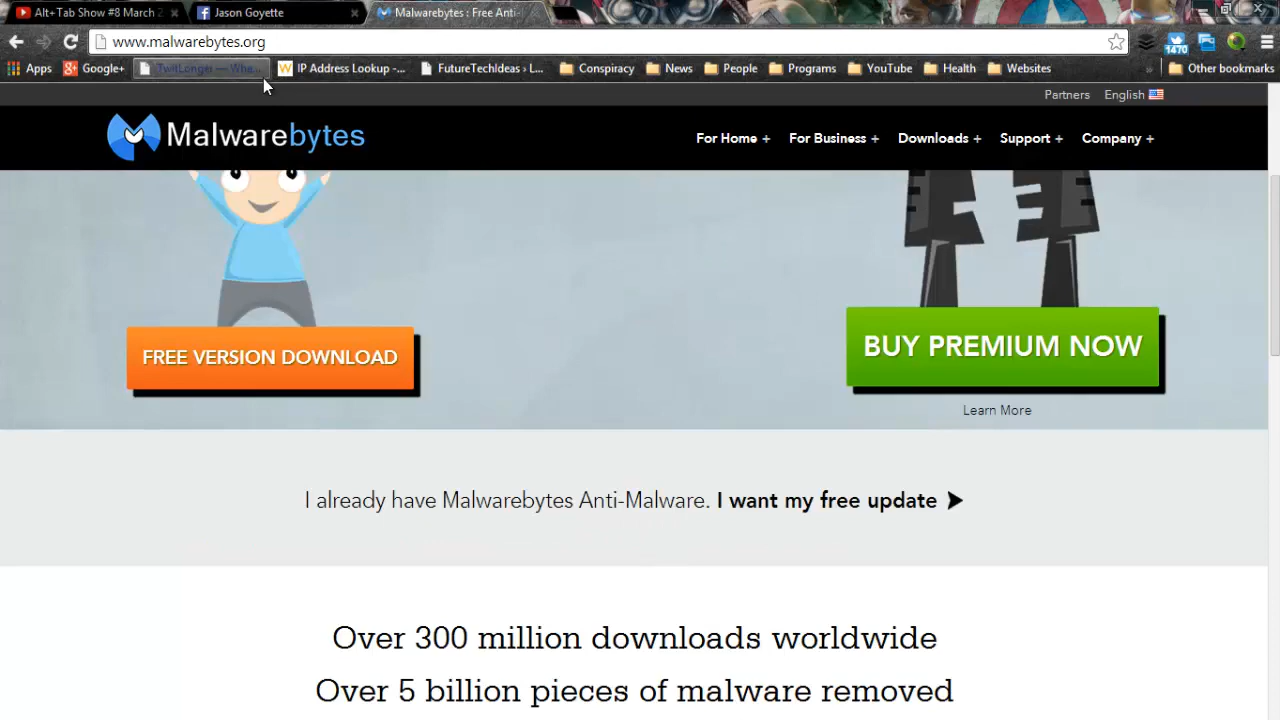 Alt+Tab Show #8 March 2
Jason Goyette
Malwarebytes : Free Anti-
www.malwarebytes.org
1470
Apps
Google+
TwitLonger — Whe...
IP Address Lookup -...
FutureTechIdeas › L...
Conspiracy
News
People
Programs
YouTube
Health
Websites
»
Other bookmarks
Partners
English
Malwarebytes
For Home +
For Business +
Downloads +
Support +
Company +
FREE VERSION DOWNLOAD
BUY PREMIUM NOW
Learn More
I already have Malwarebytes Anti-Malware. I want my free update
Over 300 million downloads worldwide
Over 5 billion pieces of malware removed